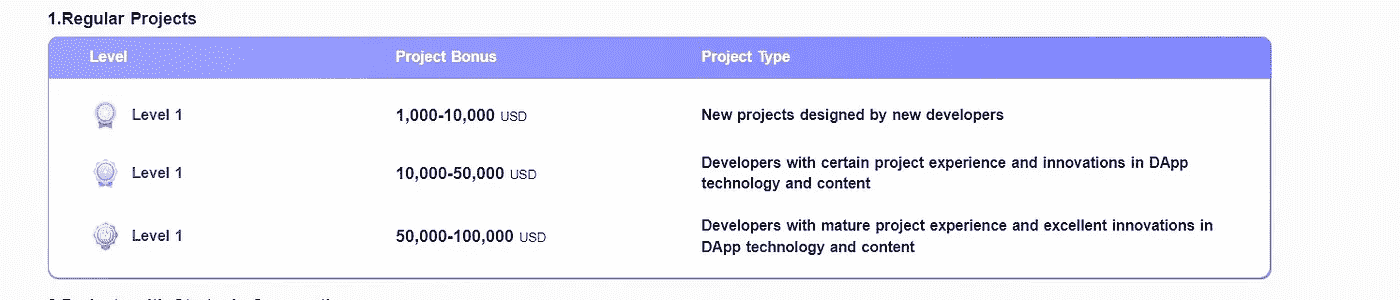 1.Regular Projects
Level Project Bonus Project Type
Level 1 1,000-10,000 USD New projects designed by new developers
Level 1 10,000-50,000 USD Developers with certain project experience and innovations in DApp
technology and content
Level 1 50,000-100,000 USD Developers with mature project experience and excellent innovations in
DApp technology and content